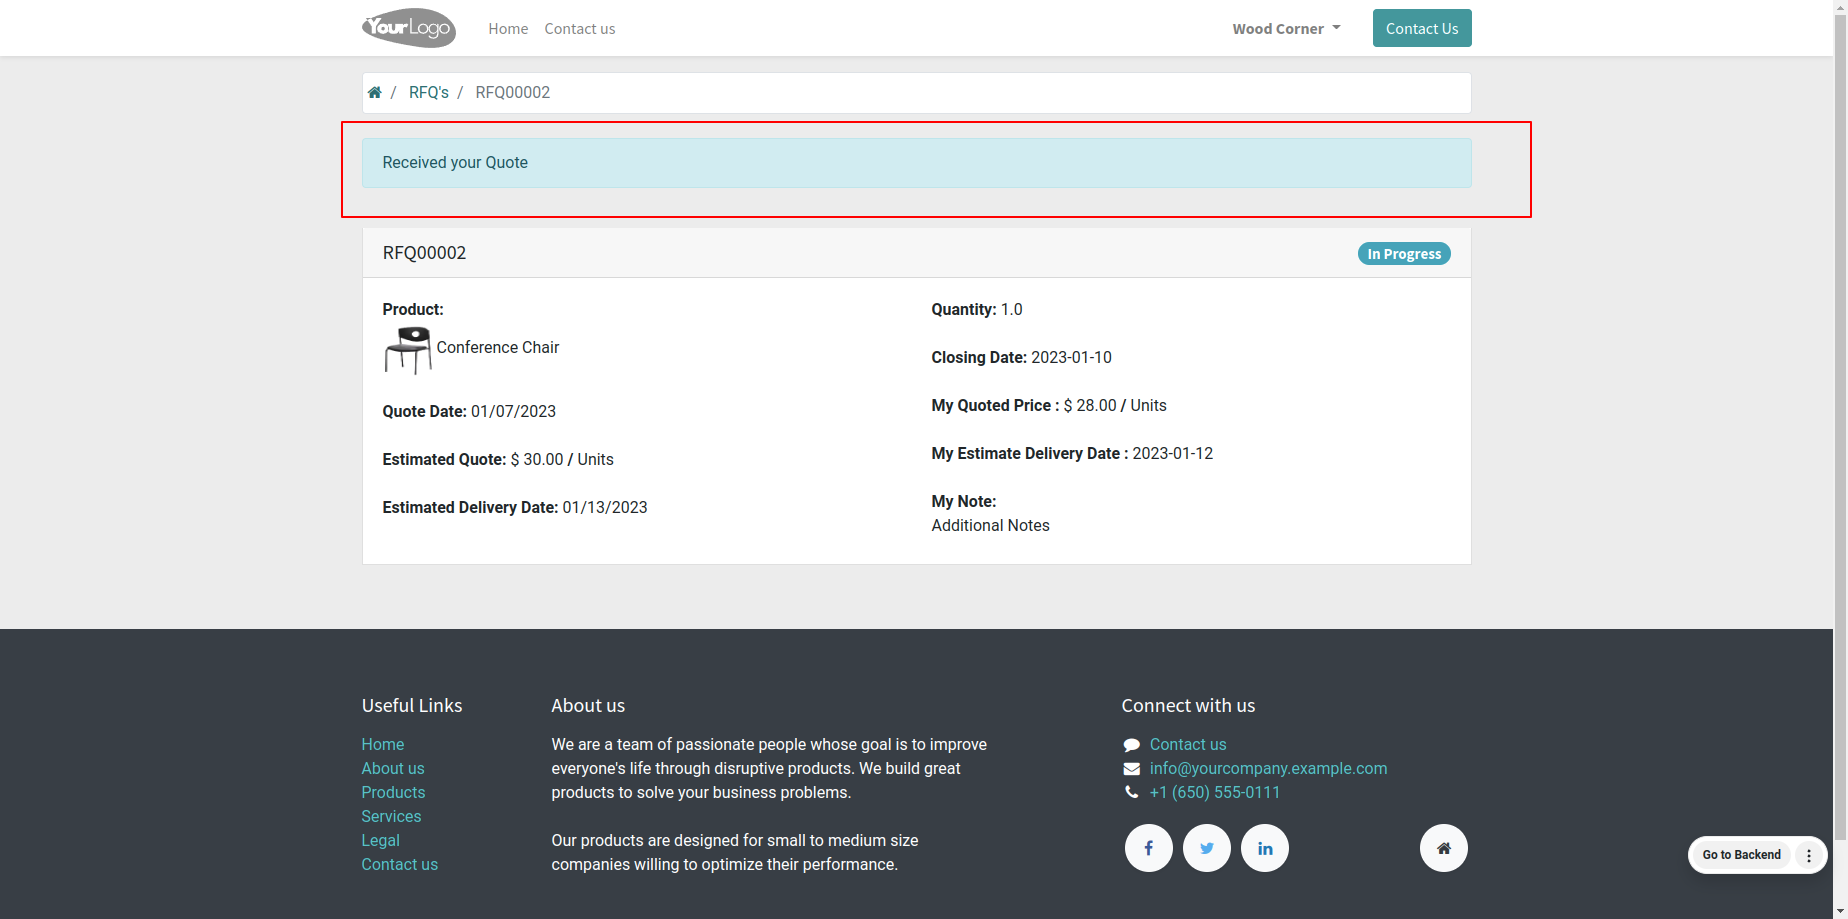 YourLogo
Home Contact us Wood Corner Contact Us
/ RFQ's / RFQ00002
Received your Quote
RFQ00002 In Progress
Product:
Conference Chair
Quote Date: 01/07/2023
Estimated Quote: $ 30.00 / Units
Estimated Delivery Date: 01/13/2023
Quantity: 1.0
Closing Date: 2023-01-10
My Quoted Price : $ 28.00 / Units
My Estimate Delivery Date : 2023-01-12
My Note:
Additional Notes
Useful Links
Home
About us
Products
Services
Legal
Contact us
About us
We are a team of passionate people whose goal is to improve
everyone's life through disruptive products. We build great
products to solve your business problems.
Our products are designed for small to medium size
companies willing to optimize their performance.
Connect with us
Contact us
info@yourcompany.example.com
+1 (650) 555-0111
Go to Backend